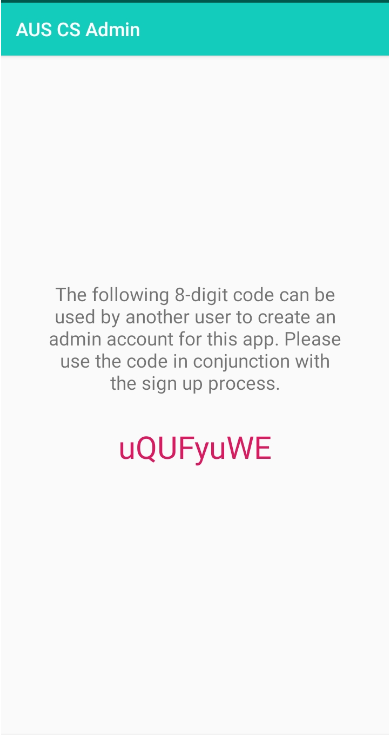 AUS CS Admin
The following 8-digit code can be
used by another user to create an
admin account for this app. Please
use the code in conjunction with
the sign up process.
uQUFyuWE